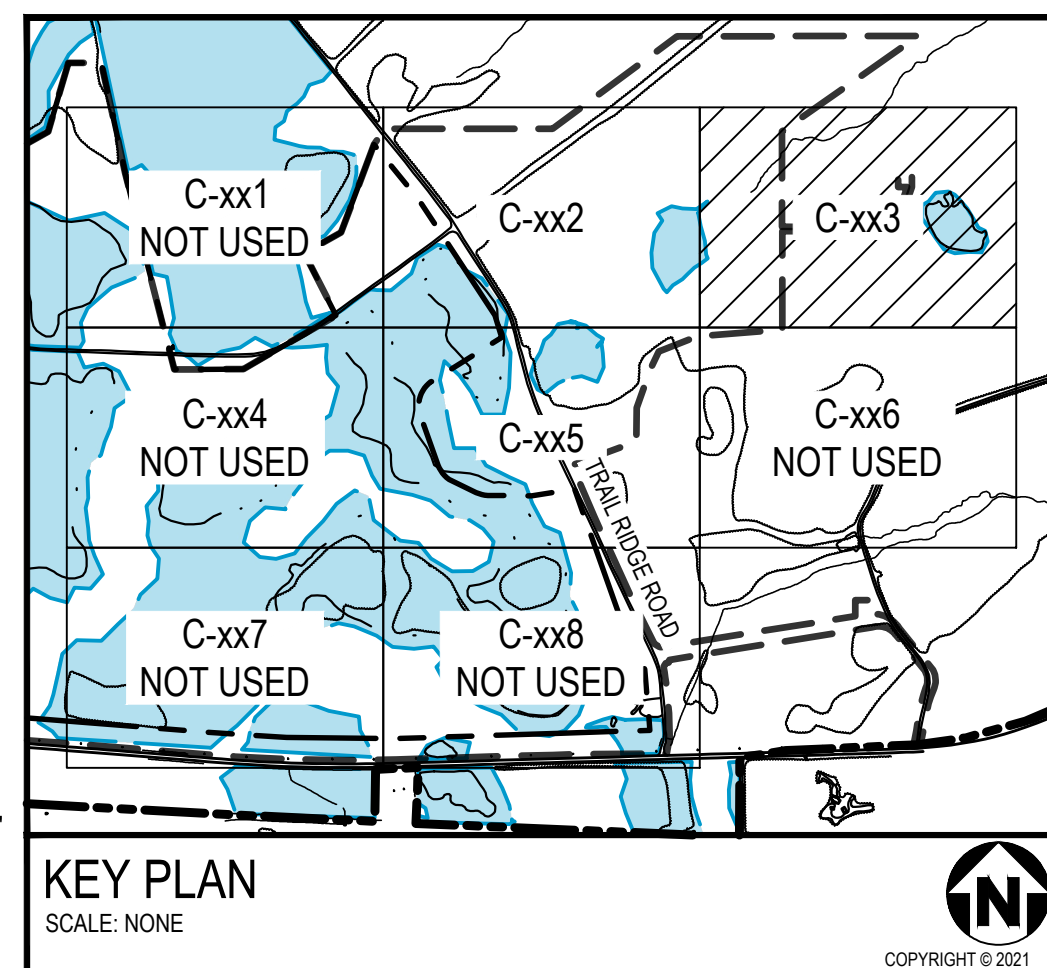 C-xx1
NOT USED
C-xx2
C-xx3
C-xx4
NOT USED
C-xx5
C-xx6
NOT USED
TRAIL RIDGE ROAD
C-xx7
NOT USED
C-xx8
NOT USED
KEY PLAN
SCALE: NONE
N
COPYRIGHT © 2021